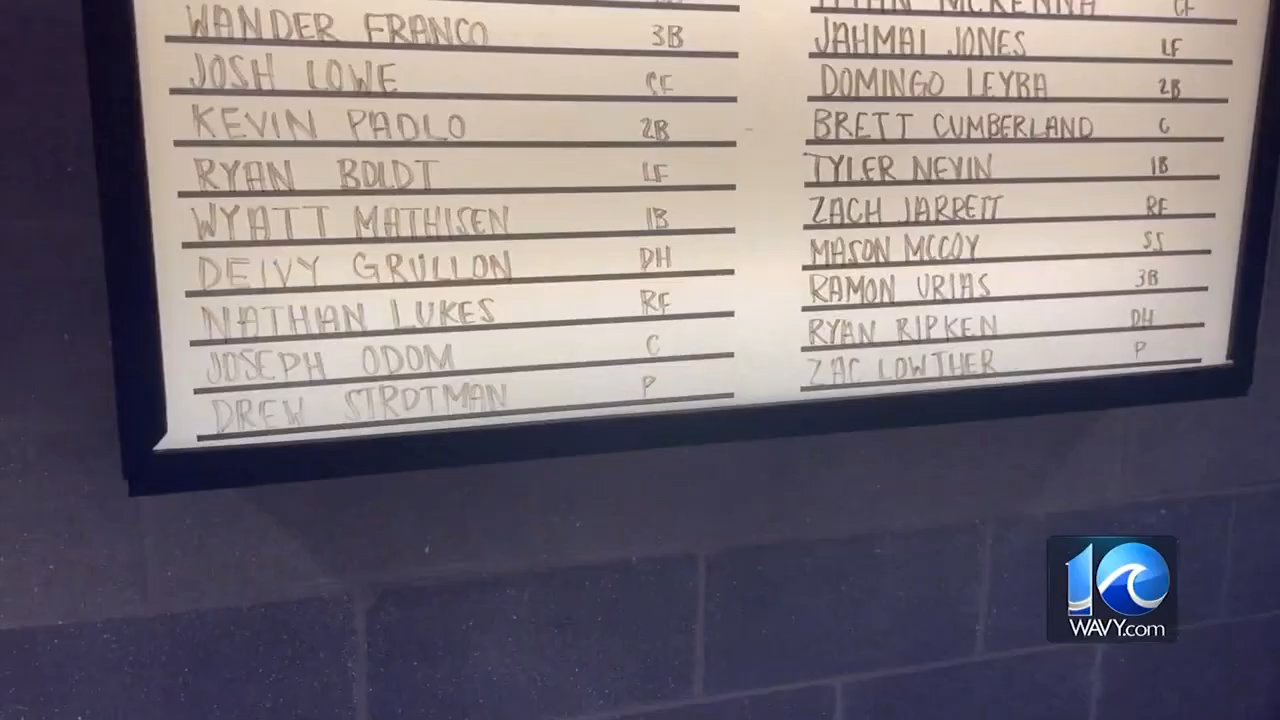 WANDER FRANCO 3B
JOSH LOWE CF
KEVIN PADLO 2B
RYAN BOLDT LF
WYATT MATHISEN 1B
DEIVY GRULLON DH
NATHAN LUKES RF
JOSEPH ODOM C
DREW STROTMAN P
MCKENNA CF
JAHMAI JONES LF
DOMINGO LEYBA 2B
BRETT CUMBERLAND C
TYLER NEVIN 1B
ZACH JARRETT RF
MASON MCCOY SS
RAMON URIAS 3B
RYAN RIPKEN DH
ZAC LOWTHER P
10
WAVY.com